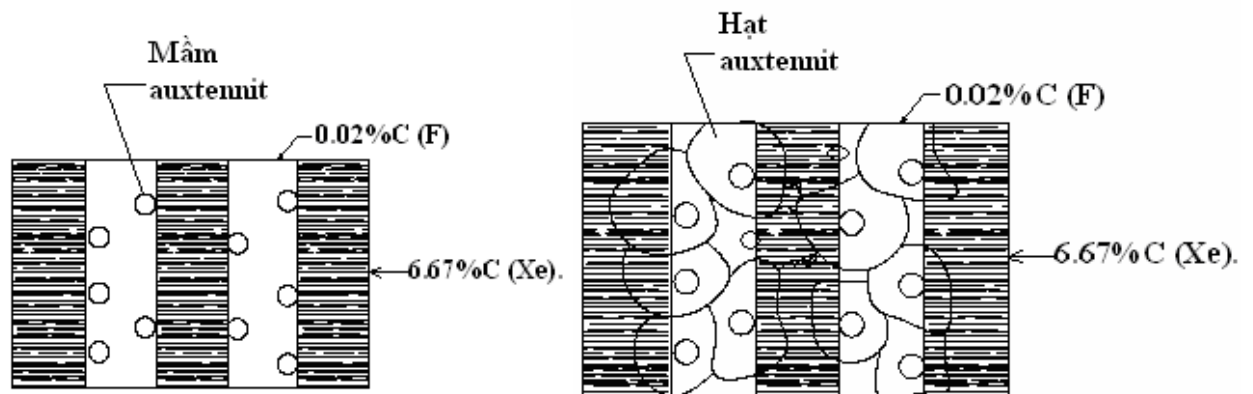 Mầm
auxtennit
0.02%C (F)
6.67%C (Xe).
Hạt
auxtennit
0.02%C (F)
6.67%C (Xe).